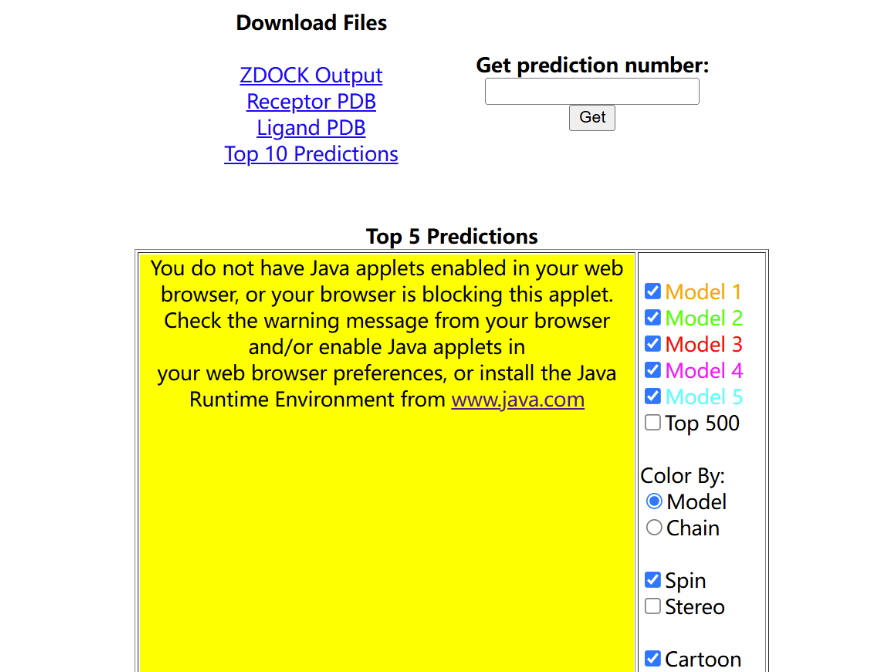 Download Files
ZDOCK Output
Receptor PDB
Ligand PDB
Top 10 Predictions
Get prediction number:
Get
Top 5 Predictions
You do not have Java applets enabled in your web
browser, or your browser is blocking this applet.
Check the warning message from your browser
and/or enable Java applets in
your web browser preferences, or install the Java
Runtime Environment from www.java.com
Model 1
Model 2
Model 3
Model 4
Model 5
Top 500
Color By:
Model
Chain
Spin
Stereo
Cartoon